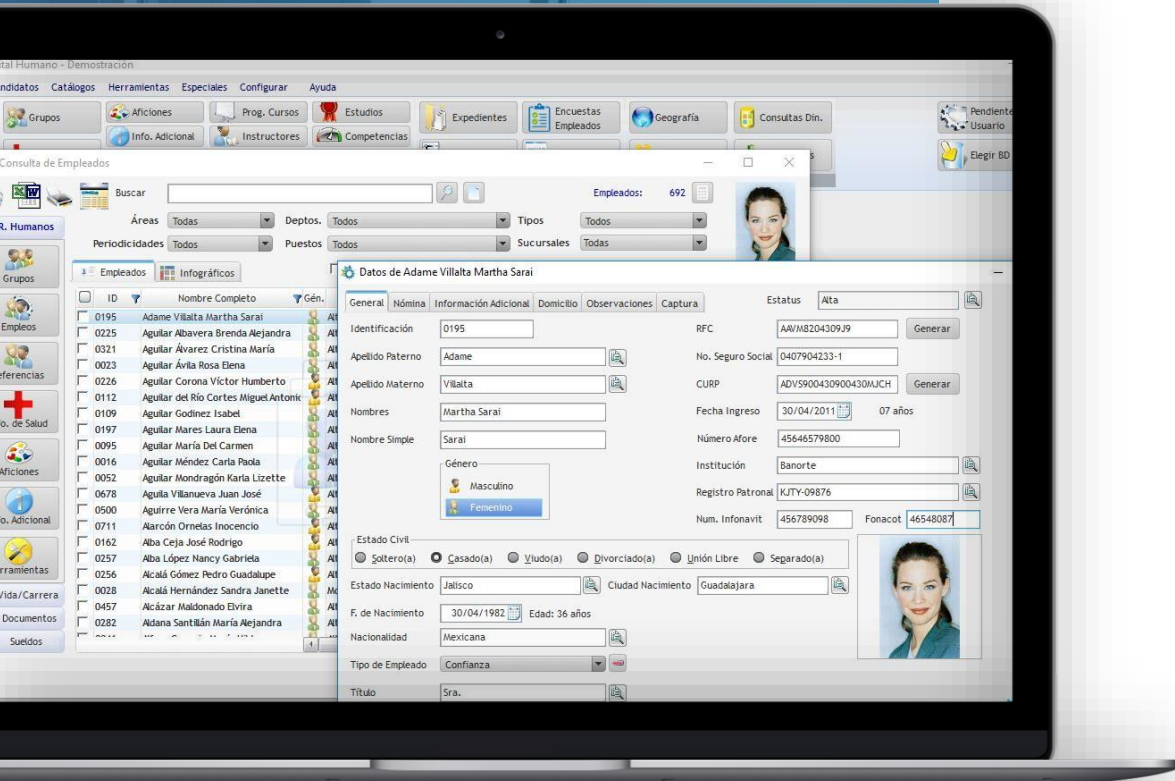 ital Humano - Demostración
ndidatos Catálogos Herramientas Especiales Configurar Ayuda
Grupos Aficiones Prog. Cursos Estudios Expedientes Encuestas Empleados Geografía Consultas Din. Pendiente Usuario
Info. Adicional Instructores Competencias Elegir BD
Consulta de Empleados
Buscar Empleados: 692
R. Humanos Áreas Todas Deptos. Todos Tipos Todos
Periodicidades Todos Puestos Todos Sucursales Todas
Grupos
Empleos
eferencias
o. de Salud
Aficiones
o. Adicional
rramientas
Vida/Carrera
Documentos
Sueldos
Empleados Infográficos
ID Nombre Completo Gén.
0195 Adame Villalta Martha Sarai
0225 Aguilar Albavera Brenda Alejandra
0321 Aguilar Álvarez Cristina María
0023 Aguilar Ávila Rosa Elena
0226 Aguilar Corona Víctor Humberto
0112 Aguilar del Río Cortes Miguel Antonio
0109 Aguilar Godinez Isabel
0197 Aguilar Mares Laura Elena
0095 Aguilar María Del Carmen
0016 Aguilar Méndez Carla Paola
0052 Aguilar Mondragón Karla Lizette
0678 Aguila Villanueva Juan José
0500 Aguirre Vera María Verónica
0711 Alarcón Ornelas Inocencio
0162 Alba Ceja José Rodrigo
0257 Alba López Nancy Gabriela
0256 Alcalá Gómez Pedro Guadalupe
0028 Alcalá Hernández Sandra Janette
0457 Alcázar Maldonado Elvira
0282 Aldana Santillán María Alejandra
Datos de Adame Villalta Martha Sarai
General Nómina Información Adicional Domicilio Observaciones Captura Estatus Alta
Identificación 0195 RFC AAVM8204309J9 Generar
Apellido Paterno Adame No. Seguro Social 0407904233-1
Apellido Materno Villalta CURP ADVS900430900430MJCH Generar
Nombres Martha Sarai Fecha Ingreso 30/04/2011 07 años
Nombre Simple Sarai Número Afore 45646579800
Género Institución Banorte
Masculino Registro Patronal KJTY-09876
Femenino Num. Infonavit 456789098 Fonacot 46548087
Estado Civil
Soltero(a) Casado(a) Viudo(a) Divorciado(a) Unión Libre Separado(a)
Estado Nacimiento Jalisco Ciudad Nacimiento Guadalajara
F. de Nacimiento 30/04/1982 Edad: 36 años
Nacionalidad Mexicana
Tipo de Empleado Confianza
Título Sra.